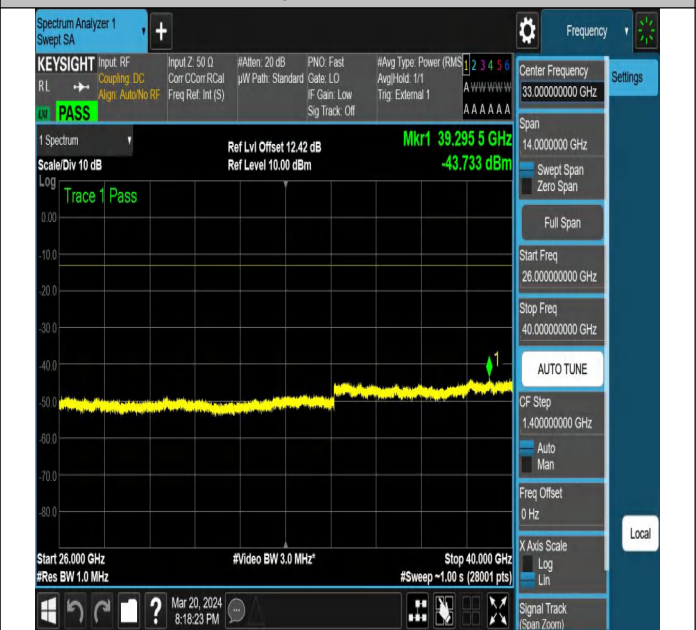 Spectrum Analyzer 1
Swept SA
+
Frequency
KEYSIGHT
RL
LXI
PASS
Input: RF
Coupling: DC
Align: Auto/No RF
Input Z: 50 Ω
Corr CCorr RCal
Freq Ref: Int (S)
#Atten: 20 dB
µW Path: Standard
PNO: Fast
Gate: LO
IF Gain: Low
Sig Track: Off
#Avg Type: Power (RMS
Avg|Hold: 1/1
Trig: External 1
1 2 3 4 5 6
A W W W W W
A A A A A A
1 Spectrum
Scale/Div 10 dB
Log
Ref Lvl Offset 12.42 dB
Ref Level 10.00 dBm
Mkr1 39.295 5 GHz
-43.733 dBm
Trace 1 Pass
0.00
-10.0
-20.0
-30.0
-40.0
-50.0
-60.0
-70.0
-80.0
1
Start 26.000 GHz
#Res BW 1.0 MHz
#Video BW 3.0 MHz*
Stop 40.000 GHz
#Sweep ~1.00 s (28001 pts)
?
Mar 20, 2024
8:18:23 PM
Center Frequency
33.000000000 GHz
Settings
Span
14.0000000 GHz
Swept Span
Zero Span
Full Span
Start Freq
26.000000000 GHz
Stop Freq
40.000000000 GHz
AUTO TUNE
CF Step
1.400000000 GHz
Auto
Man
Freq Offset
0 Hz
Local
X Axis Scale
Log
Lin
Signal Track
(Span Zoom)